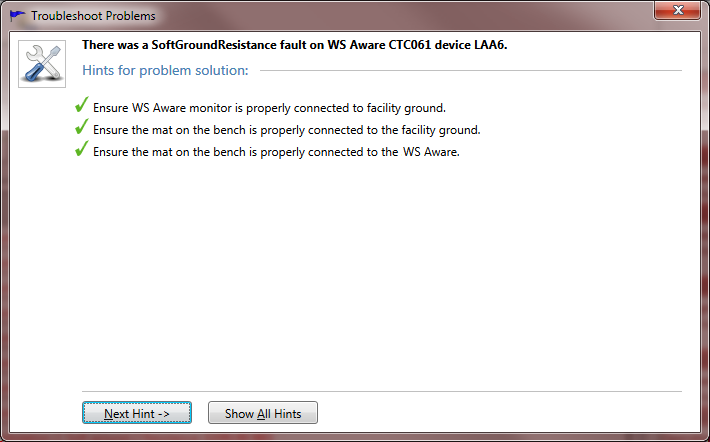 Troubleshoot Problems
There was a SoftGroundResistance fault on WS Aware CTC061 device LAA6.
Hints for problem solution:
Ensure WS Aware monitor is properly connected to facility ground.
Ensure the mat on the bench is properly connected to the facility ground.
Ensure the mat on the bench is properly connected to the WS Aware.
Next Hint -> Show All Hints